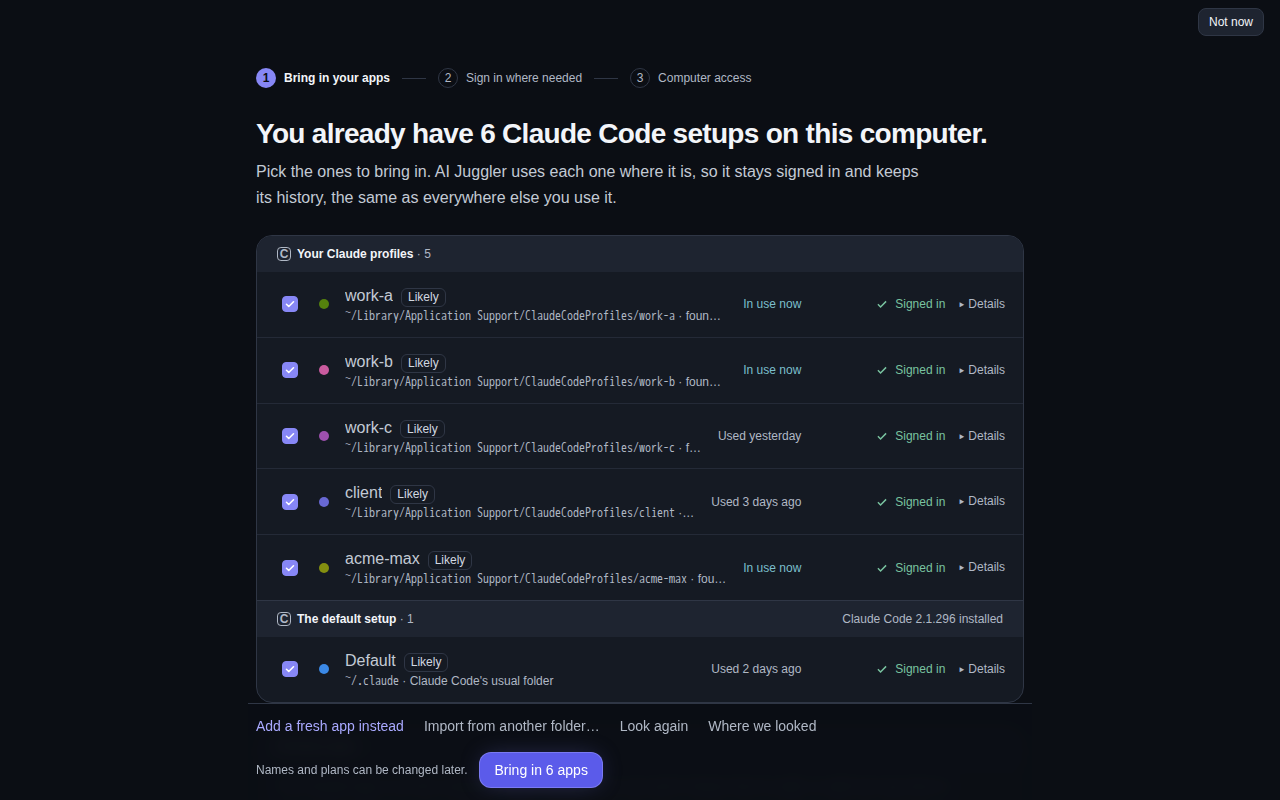 Not now
1 Bring in your apps
2 Sign in where needed
3 Computer access
You already have 6 Claude Code setups on this computer.
Pick the ones to bring in. AI Juggler uses each one where it is, so it stays signed in and keeps
its history, the same as everywhere else you use it.
C Your Claude profiles · 5
work-a Likely
~/Library/Application Support/ClaudeCodeProfiles/work-a · foun…
In use now
Signed in
▸ Details
work-b Likely
~/Library/Application Support/ClaudeCodeProfiles/work-b · foun…
In use now
Signed in
▸ Details
work-c Likely
~/Library/Application Support/ClaudeCodeProfiles/work-c · f…
Used yesterday
Signed in
▸ Details
client Likely
~/Library/Application Support/ClaudeCodeProfiles/client ·…
Used 3 days ago
Signed in
▸ Details
acme-max Likely
~/Library/Application Support/ClaudeCodeProfiles/acme-max · fou…
In use now
Signed in
▸ Details
C The default setup · 1
Claude Code 2.1.296 installed
Default Likely
~/.claude · Claude Code's usual folder
Used 2 days ago
Signed in
▸ Details
Add a fresh app instead
Import from another folder…
Look again
Where we looked
Names and plans can be changed later.
Bring in 6 apps